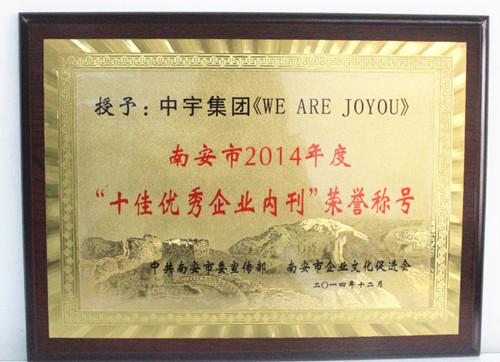 授予：中宇集团《WE ARE JOYOU》
南安市2014年度
“十佳优秀企业内刊”荣誉称号
中共南安市委宣传部 南安市企业文化促进会
二〇一四年十二月